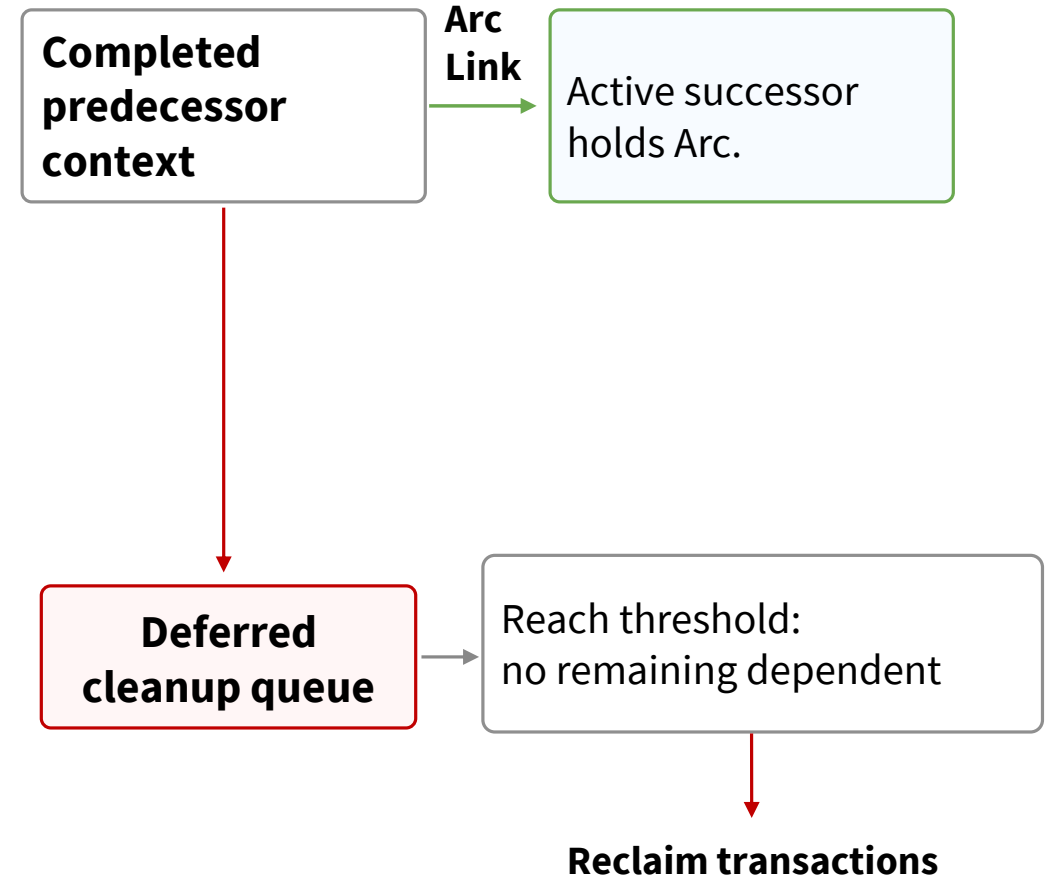 Completed
predecessor
context
Arc
Link
Active successor
holds Arc.
Deferred
cleanup queue
Reach threshold:
no remaining dependent
Reclaim transactions